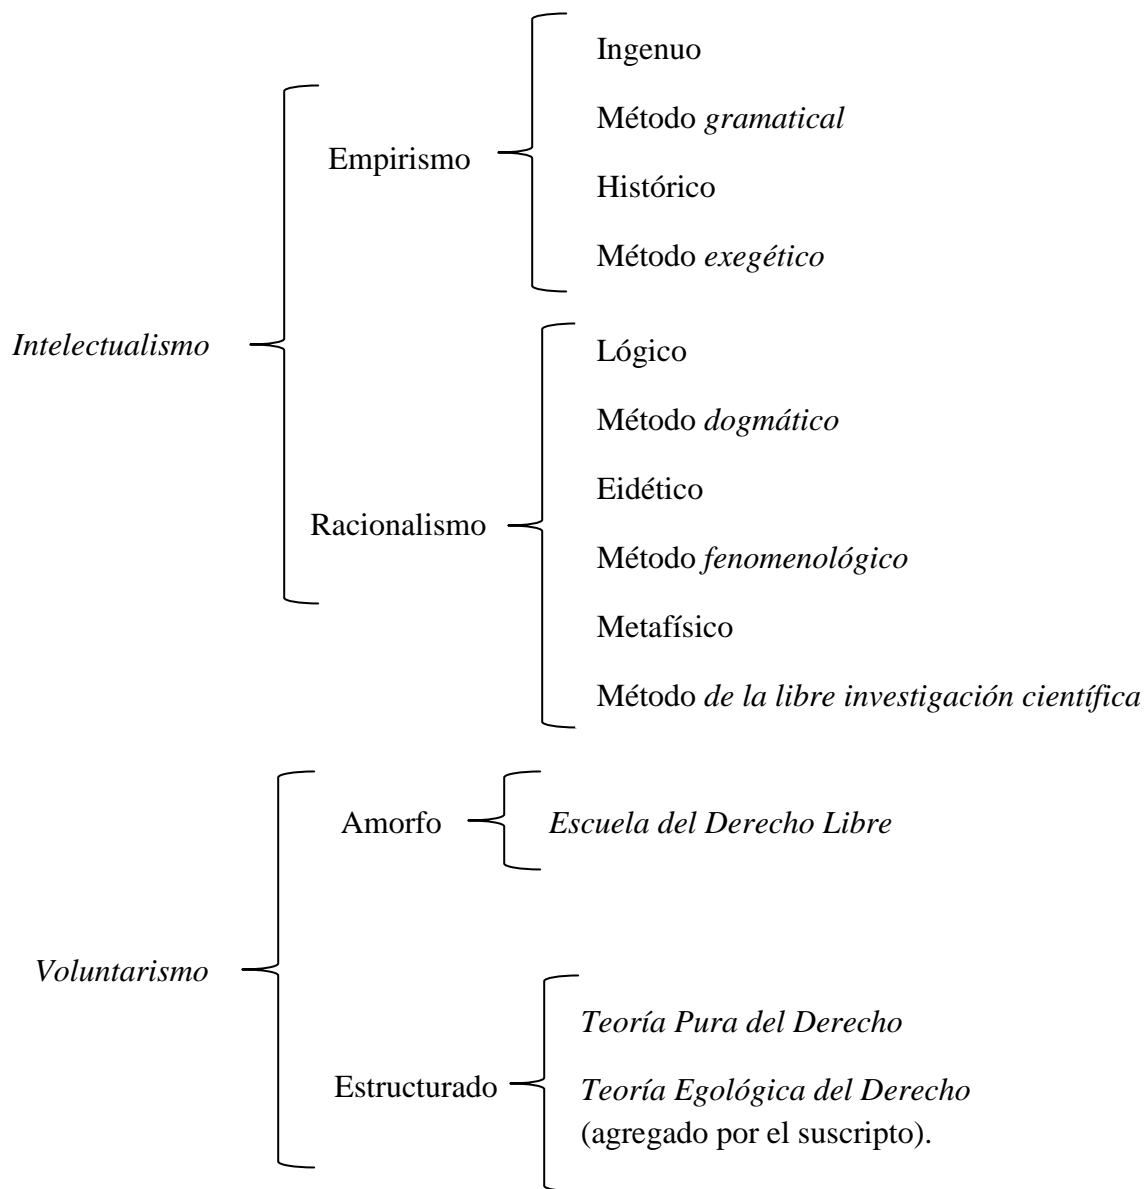 Intelectualismo
Empirismo
Ingenuo
Método gramatical
Histórico
Método exegético
Racionalismo
Lógico
Método dogmático
Eidético
Método fenomenológico
Metafísico
Método de la libre investigación científica
Voluntarismo
Amorfo
Escuela del Derecho Libre
Estructurado
Teoría Pura del Derecho
Teoría Egológica del Derecho
(agregado por el suscripto).